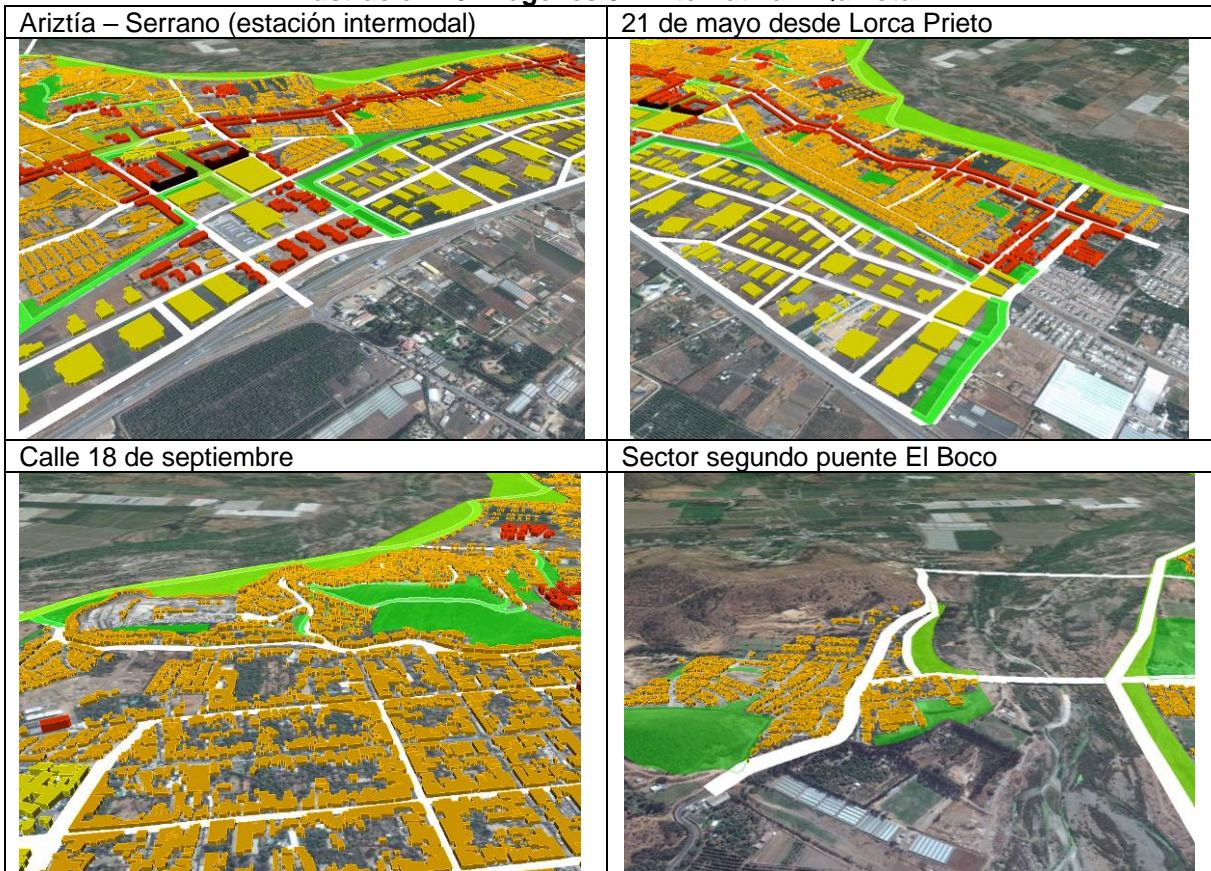 Ariztía – Serrano (estación intermodal)
21 de mayo desde Lorca Prieto
Calle 18 de septiembre
Sector segundo puente El Boco